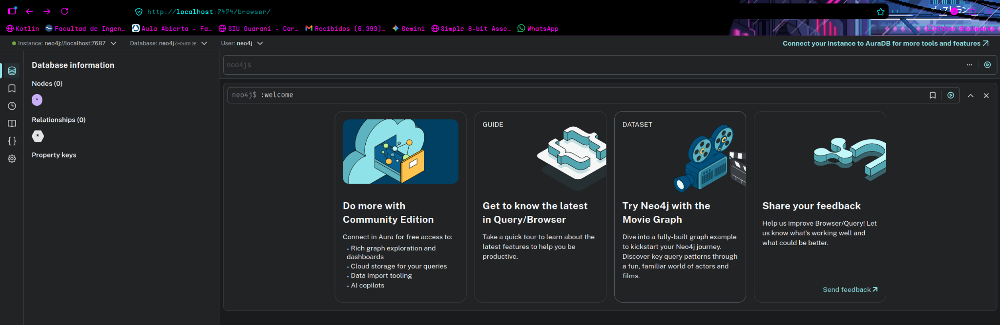 http://localhost:7474/browser/
Kotlin
Facultad de Ingen…
Aula Abierta - Fa…
SIU Guaraní - Car…
Recibidos (6.393)…
Gemini
Simple 8-bit Asse…
WhatsApp
Other Bookmarks
Instance: neo4j://localhost:7687
Database: neo4j CYPHER 25
User: neo4j
Connect your instance to AuraDB for more tools and features
Database information
Nodes (0)
*
Relationships (0)
*
Property keys
neo4j$
neo4j$ :welcome
Do more with
Community Edition
Connect in Aura for free access to:
• Rich graph exploration and
dashboards
• Cloud storage for your queries
• Data import tooling
• AI copilots
GUIDE
Get to know the latest
in Query/Browser
Take a quick tour to learn about the
latest features to help you be
productive.
DATASET
Try Neo4j with the
Movie Graph
Dive into a fully-built graph example
to kickstart your Neo4j journey.
Discover key query patterns through
a fun, familiar world of actors and
films.
Share your feedback
Help us improve Browser/Query! Let
us know what's working well and
what could be better.
Send feedback